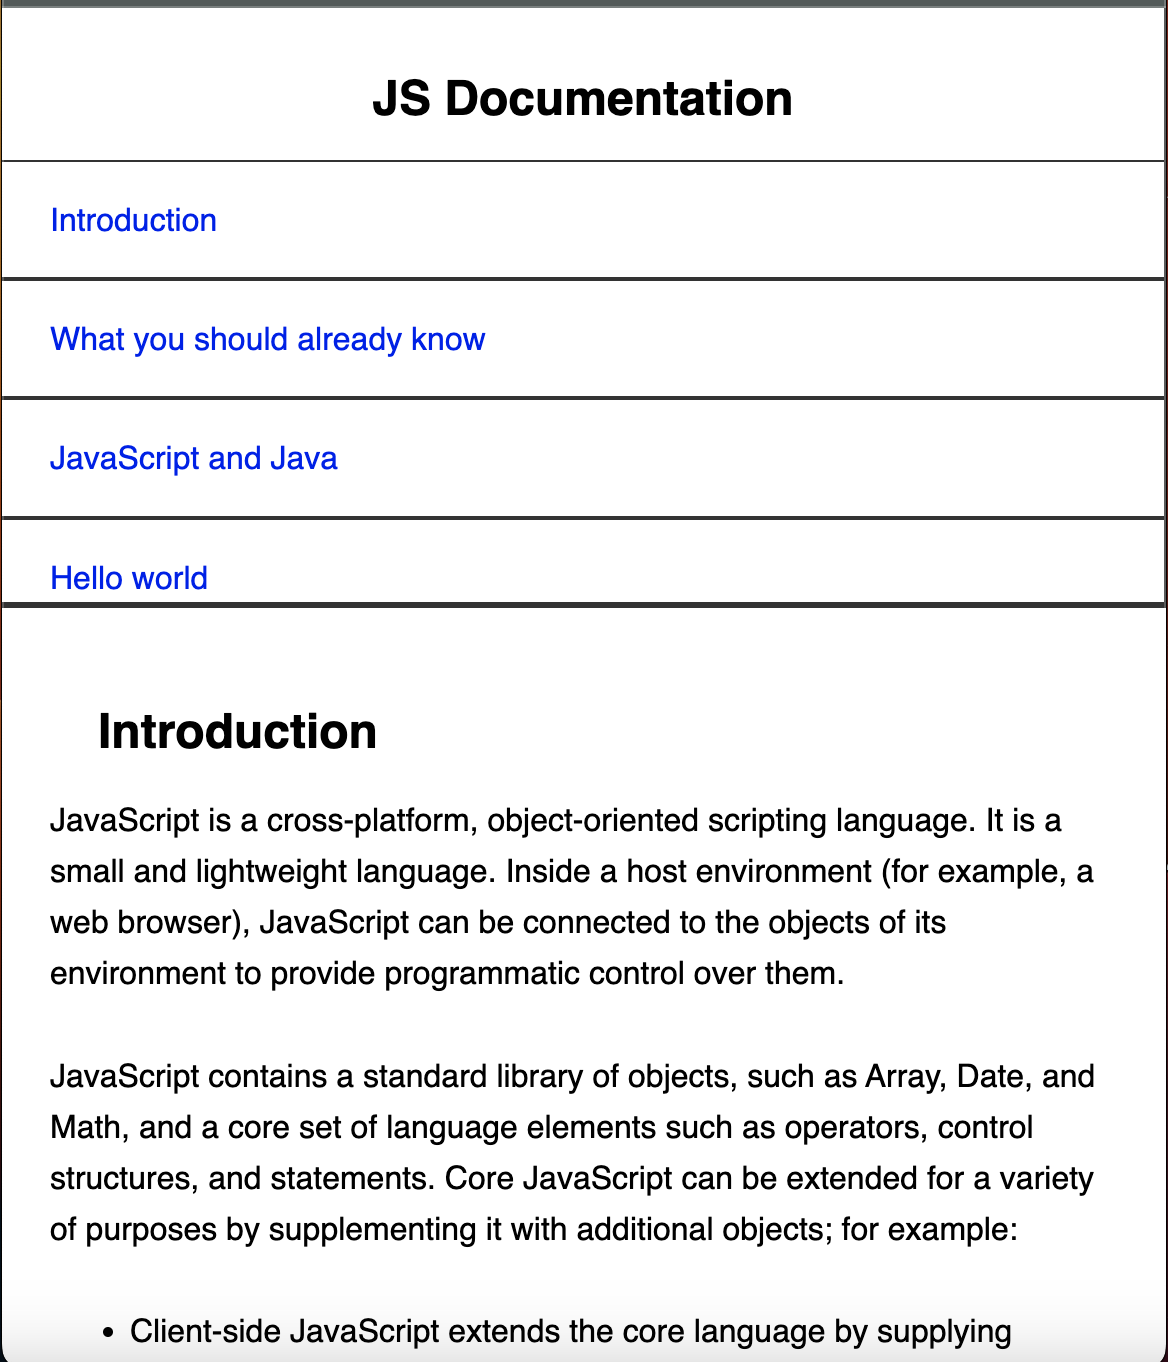 JS Documentation
Introduction
What you should already know
JavaScript and Java
Hello world
Introduction
JavaScript is a cross-platform, object-oriented scripting language. It is a
small and lightweight language. Inside a host environment (for example, a
web browser), JavaScript can be connected to the objects of its
environment to provide programmatic control over them.
JavaScript contains a standard library of objects, such as Array, Date, and
Math, and a core set of language elements such as operators, control
structures, and statements. Core JavaScript can be extended for a variety
of purposes by supplementing it with additional objects; for example:
• Client-side JavaScript extends the core language by supplying